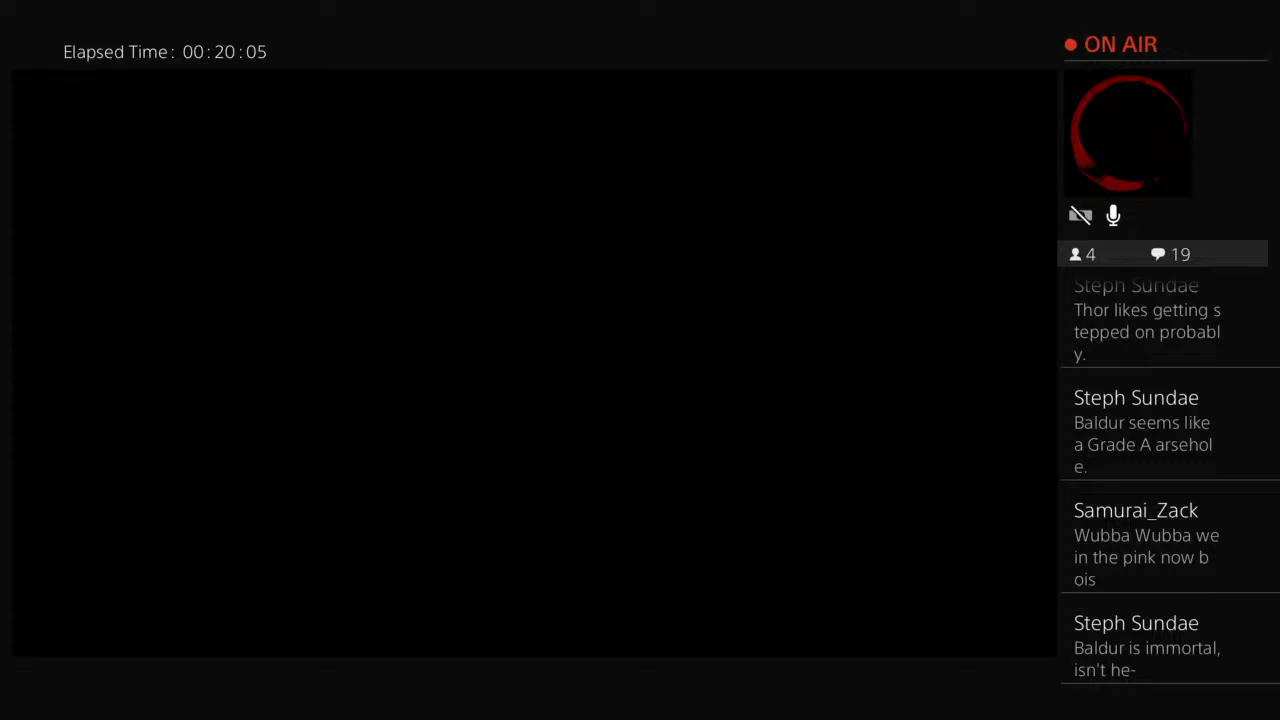 Elapsed Time: 00:20:05
ON AIR
4 19
Steph Sundae
Thor likes getting s
tepped on probabl
y.
Steph Sundae
Baldur seems like
a Grade A arsehol
e.
Samurai_Zack
Wubba Wubba we
in the pink now b
ois
Steph Sundae
Baldur is immortal,
isn't he-